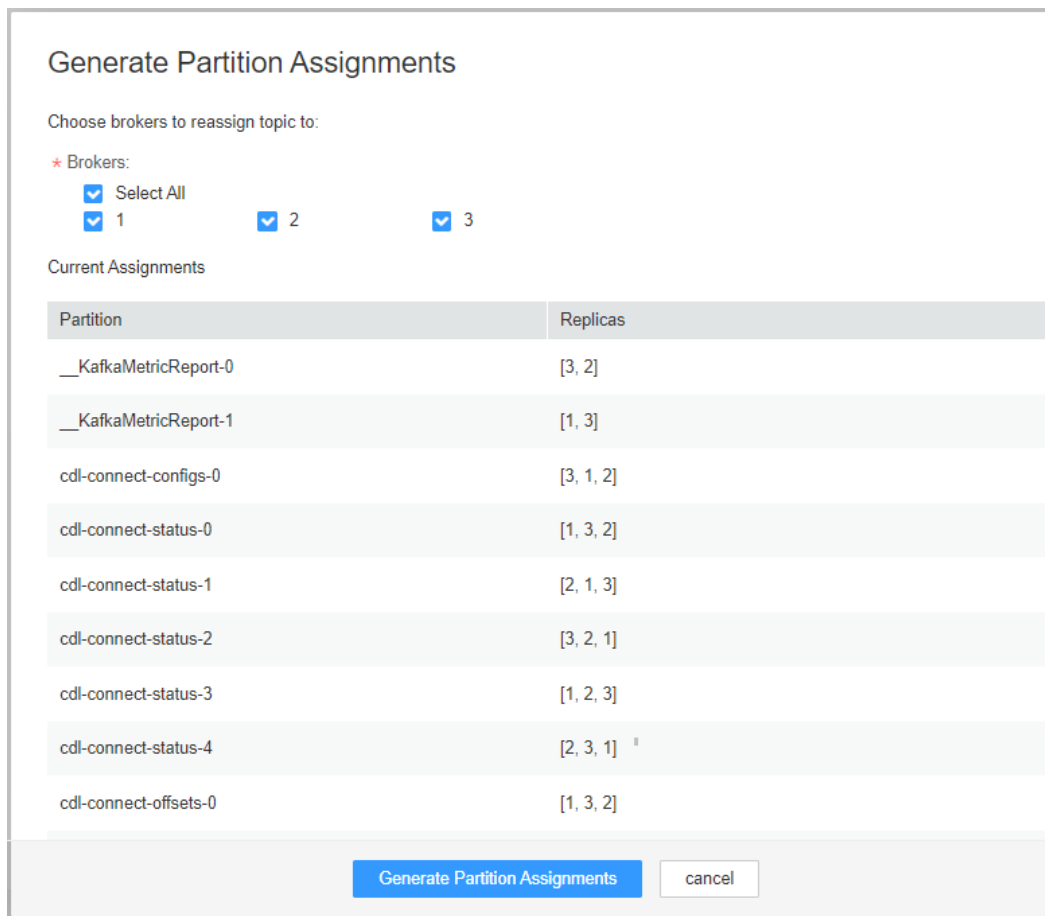 Generate Partition Assignments
Choose brokers to reassign topic to:
* Brokers:
Select All
1 2 3
Current Assignments
Partition Replicas
__KafkaMetricReport-0 [3, 2]
__KafkaMetricReport-1 [1, 3]
cdl-connect-configs-0 [3, 1, 2]
cdl-connect-status-0 [1, 3, 2]
cdl-connect-status-1 [2, 1, 3]
cdl-connect-status-2 [3, 2, 1]
cdl-connect-status-3 [1, 2, 3]
cdl-connect-status-4 [2, 3, 1]
cdl-connect-offsets-0 [1, 3, 2]
Generate Partition Assignments cancel